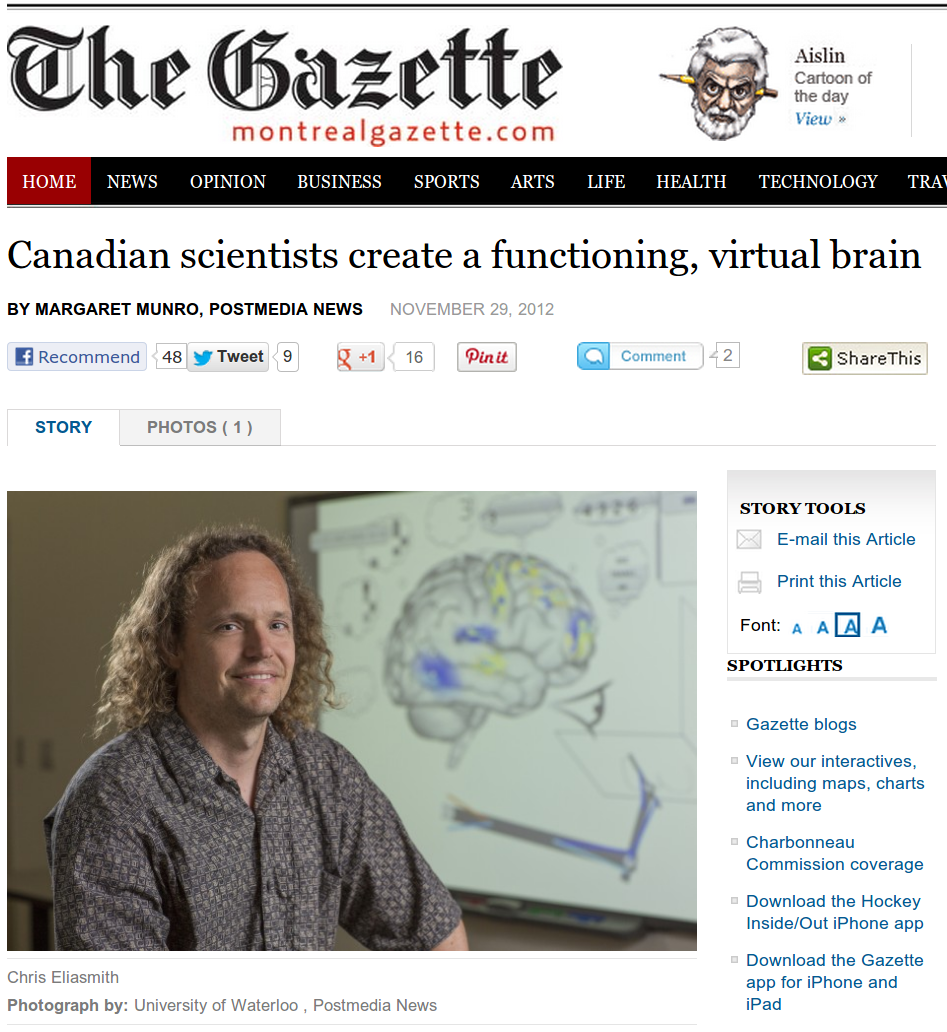 The Gazette
montrealgazette.com
Aislin
Cartoon of
the day
View »
HOME NEWS OPINION BUSINESS SPORTS ARTS LIFE HEALTH TECHNOLOGY TRAV
Canadian scientists create a functioning, virtual brain
BY MARGARET MUNRO, POSTMEDIA NEWS NOVEMBER 29, 2012
f Recommend 48 Tweet 9 g +1 16 Pin it Comment 2 ShareThis
STORY PHOTOS ( 1 )
STORY TOOLS
E-mail this Article
Print this Article
Font: A A A A
SPOTLIGHTS
Gazette blogs
View our interactives,
including maps, charts
and more
Charbonneau
Commission coverage
Download the Hockey
Inside/Out iPhone app
Download the Gazette
app for iPhone and
iPad
Chris Eliasmith
Photograph by: University of Waterloo , Postmedia News